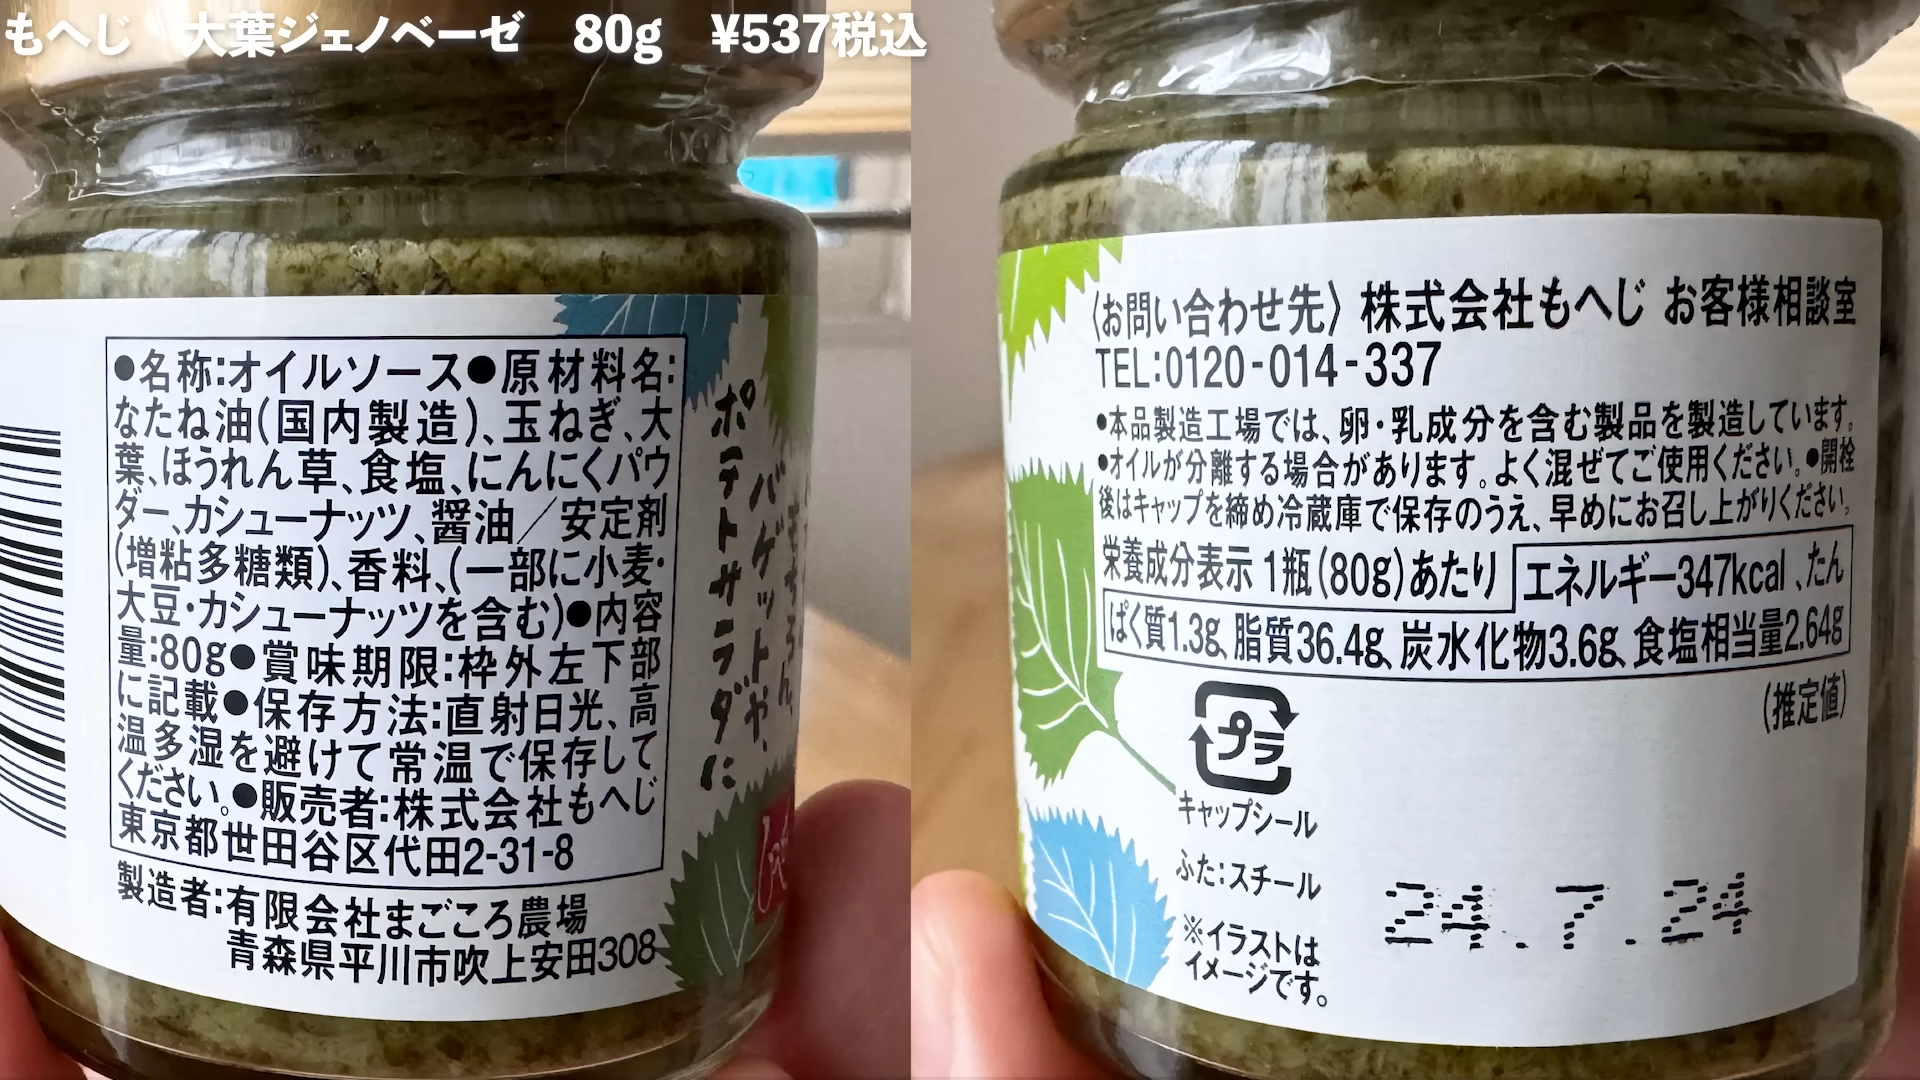 もへじ 大葉ジェノベーゼ 80g ¥537税込
●名称:オイルソース●原材料名:
なたね油(国内製造)、玉ねぎ、大
葉、ほうれん草、食塩、にんにくパウ
ダー、カシューナッツ、醤油／安定剤
(増粘多糖類)、香料、(一部に小麦・
大豆・カシューナッツを含む)●内容
量:80g●賞味期限:枠外左下部
に記載●保存方法:直射日光、高
温多湿を避けて常温で保存して
ください。●販売者:株式会社もへじ
東京都世田谷区代田2-31-8
製造者:有限会社まごころ農場
青森県平川市吹上安田308
もちろん、
バゲットや、
ポテトサラダに
〈お問い合わせ先〉株式会社もへじ お客様相談室
TEL:0120-014-337
●本品製造工場では、卵・乳成分を含む製品を製造しています。
●オイルが分離する場合があります。よく混ぜてご使用ください。●開栓
後はキャップを締め冷蔵庫で保存のうえ、早めにお召し上がりください。
栄養成分表示 1瓶(80g)あたり エネルギー347kcal、たん
ぱく質1.3g、脂質36.4g、炭水化物3.6g、食塩相当量2.64g
(推定値)
プラ
キャップシール
ふた:スチール
※イラストは
イメージです。
24.7.24